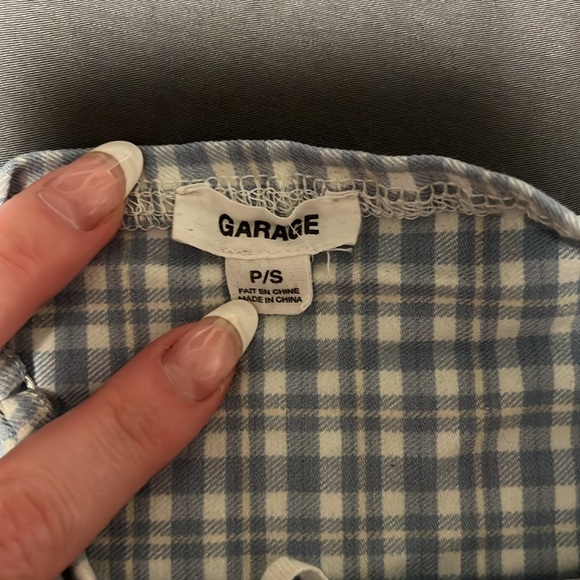 GARAGE
P/S
FAIT EN CHINE
MADE IN CHINA